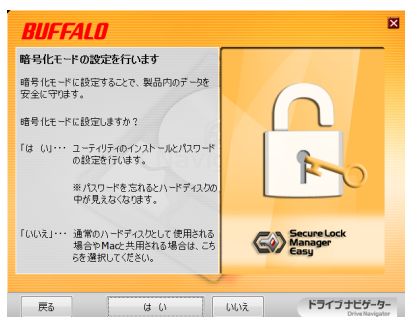 BUFFALO
暗号化モードの設定を行います
暗号化モードに設定することで、製品内のデータを
安全に守ります。
暗号化モードに設定しますか？
「は い」･･･ ユーティリティのインストールとパスワード
の設定を行います。
※パスワードを忘れるとハードディスクの
中が見えなくなります。
「いいえ」･･･ 通常のハードディスクとして使用される
場合やMacと共用される場合は、こち
らを選択してください。
Secure Lock
Manager
Easy
戻る
は い
いいえ
ドライブナビゲーター
Drive Navigator